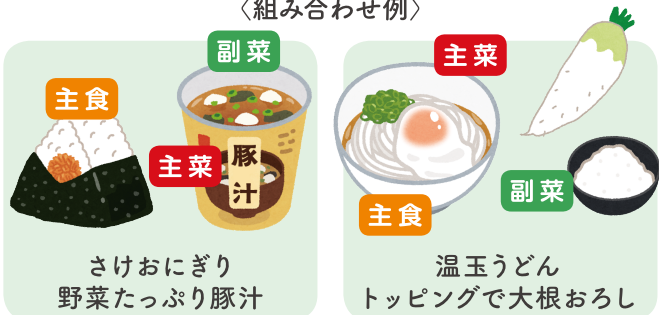 〈組み合わせ例〉
副菜
主食
主菜
豚汁
さけおにぎり
野菜たっぷり豚汁
主菜
副菜
主食
温玉うどん
トッピングで大根おろし